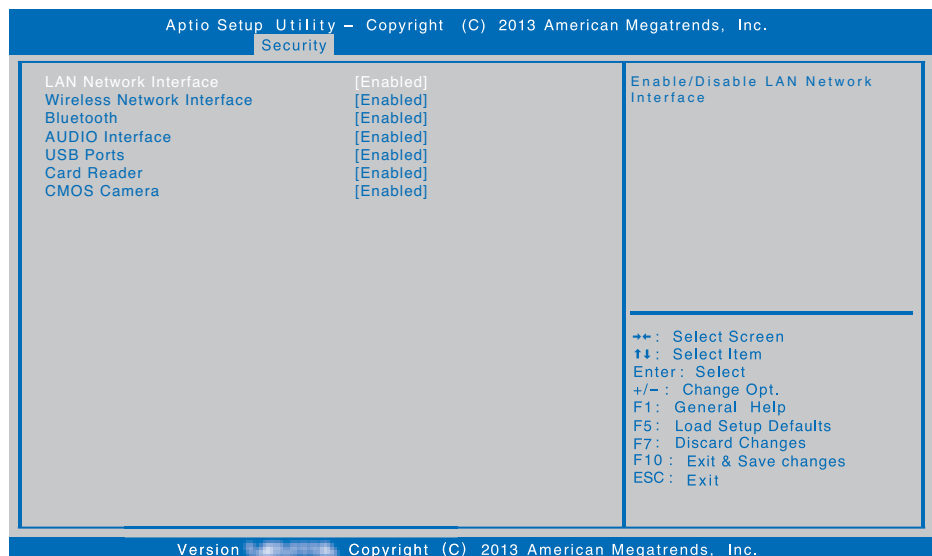 Aptio Setup Utility – Copyright (C) 2013 American Megatrends, Inc.
Security
LAN Network Interface [Enabled]
Wireless Network Interface [Enabled]
Bluetooth [Enabled]
AUDIO Interface [Enabled]
USB Ports [Enabled]
Card Reader [Enabled]
CMOS Camera [Enabled]
Enable/Disable LAN Network
Interface
→←: Select Screen
↑↓: Select Item
Enter: Select
+/–: Change Opt.
F1: General Help
F5: Load Setup Defaults
F7: Discard Changes
F10: Exit & Save changes
ESC: Exit
Version Copyright (C) 2013 American Megatrends, Inc.